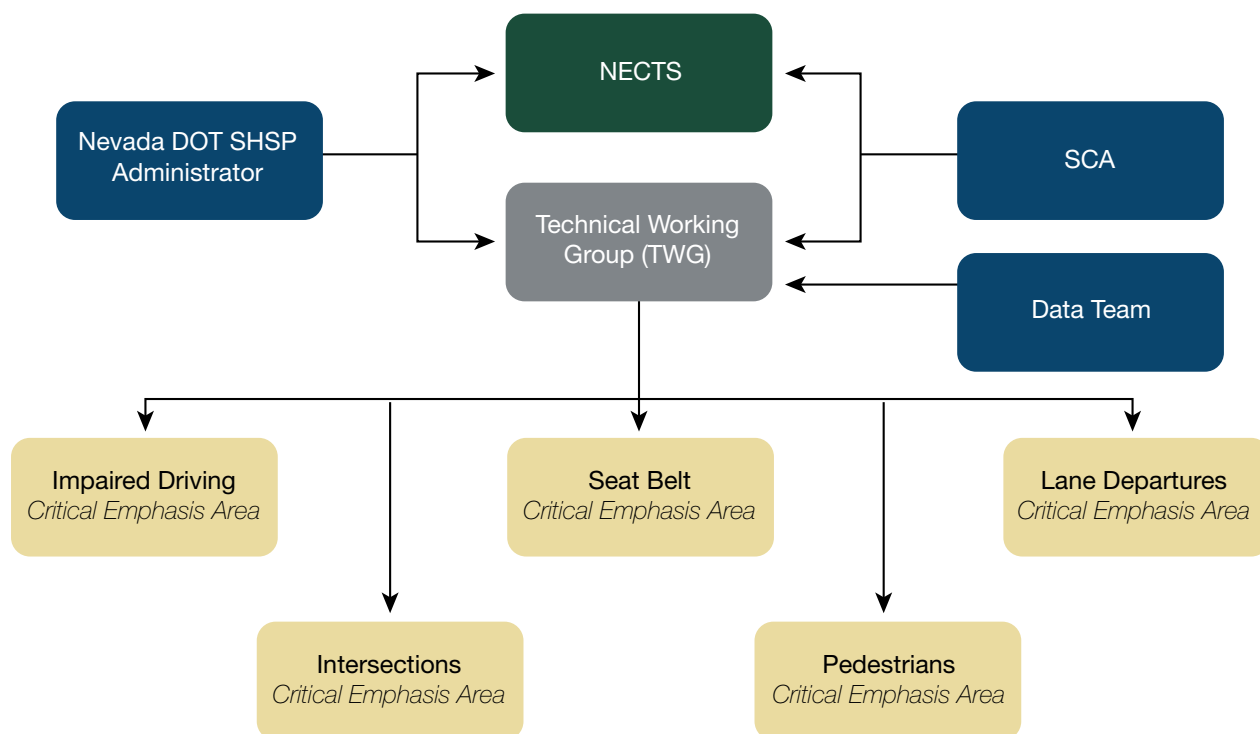 NECTS
Nevada DOT SHSP
Administrator
SCA
Technical Working
Group (TWG)
Data Team
Impaired Driving
Critical Emphasis Area
Seat Belt
Critical Emphasis Area
Lane Departures
Critical Emphasis Area
Intersections
Critical Emphasis Area
Pedestrians
Critical Emphasis Area